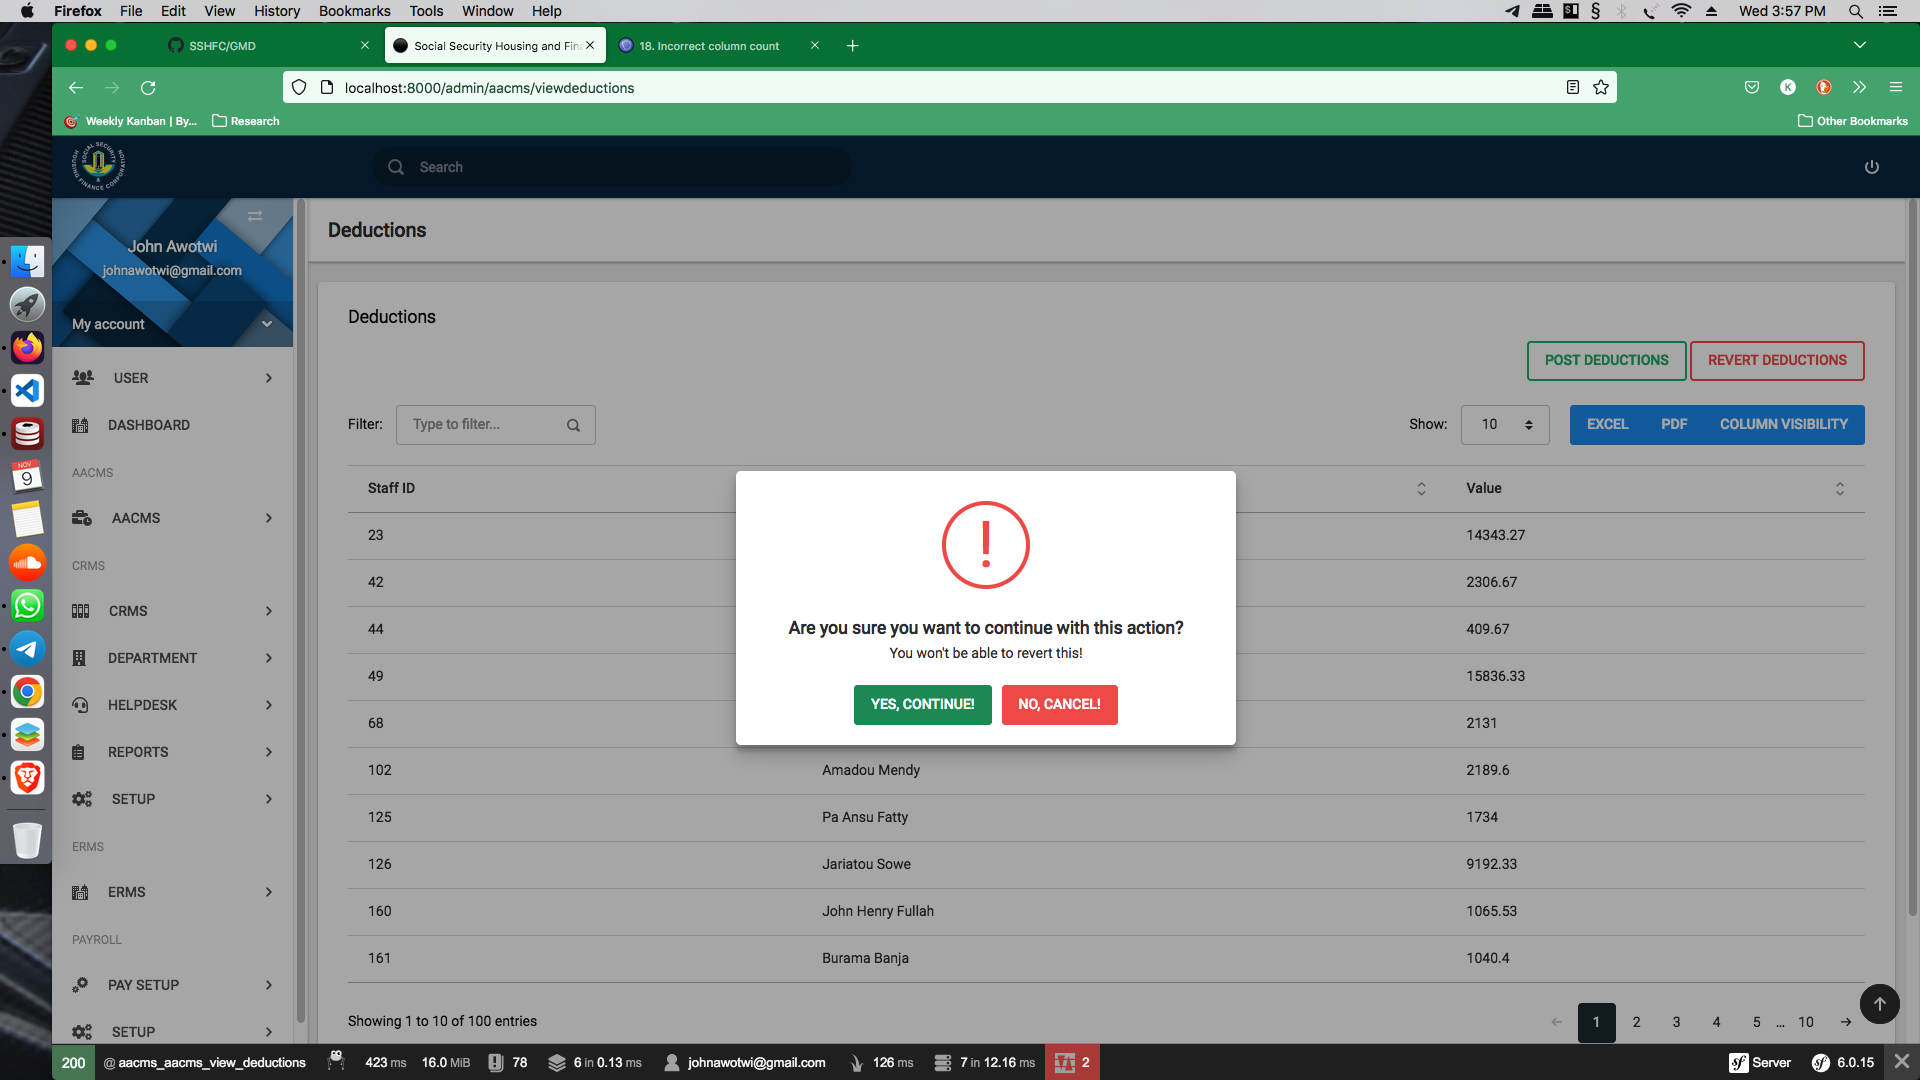 Firefox File Edit View History Bookmarks Tools Window Help Wed 3:57 PM
SSHFC/GMD Social Security Housing and Fin 18. Incorrect column count
localhost:8000/admin/aacms/viewdeductions
Weekly Kanban | By... Research Other Bookmarks
SOCIAL SECURITY HOUSING FINANCE CORPORATION
Search
Deductions
John Awotwi
johnawotwi@gmail.com
My account
USER
DASHBOARD
AACMS
AACMS
CRMS
CRMS
DEPARTMENT
HELPDESK
REPORTS
SETUP
ERMS
ERMS
PAYROLL
PAY SETUP
SETUP
NOV
9
Deductions
POST DEDUCTIONS REVERT DEDUCTIONS
Filter: Type to filter... Show: 10 EXCEL PDF COLUMN VISIBILITY
Staff ID Value
23 14343.27
42 2306.67
44 409.67
49 15836.33
68 2131
102 Amadou Mendy 2189.6
125 Pa Ansu Fatty 1734
126 Jariatou Sowe 9192.33
160 John Henry Fullah 1065.53
161 Burama Banja 1040.4
Are you sure you want to continue with this action?
You won't be able to revert this!
YES, CONTINUE! NO, CANCEL!
Showing 1 to 10 of 100 entries ← 1 2 3 4 5 ... 10 →
200 @ aacms_aacms_view_deductions 423 ms 16.0 MiB 78 6 in 0.13 ms johnawotwi@gmail.com 126 ms 7 in 12.16 ms 2 Server 6.0.15